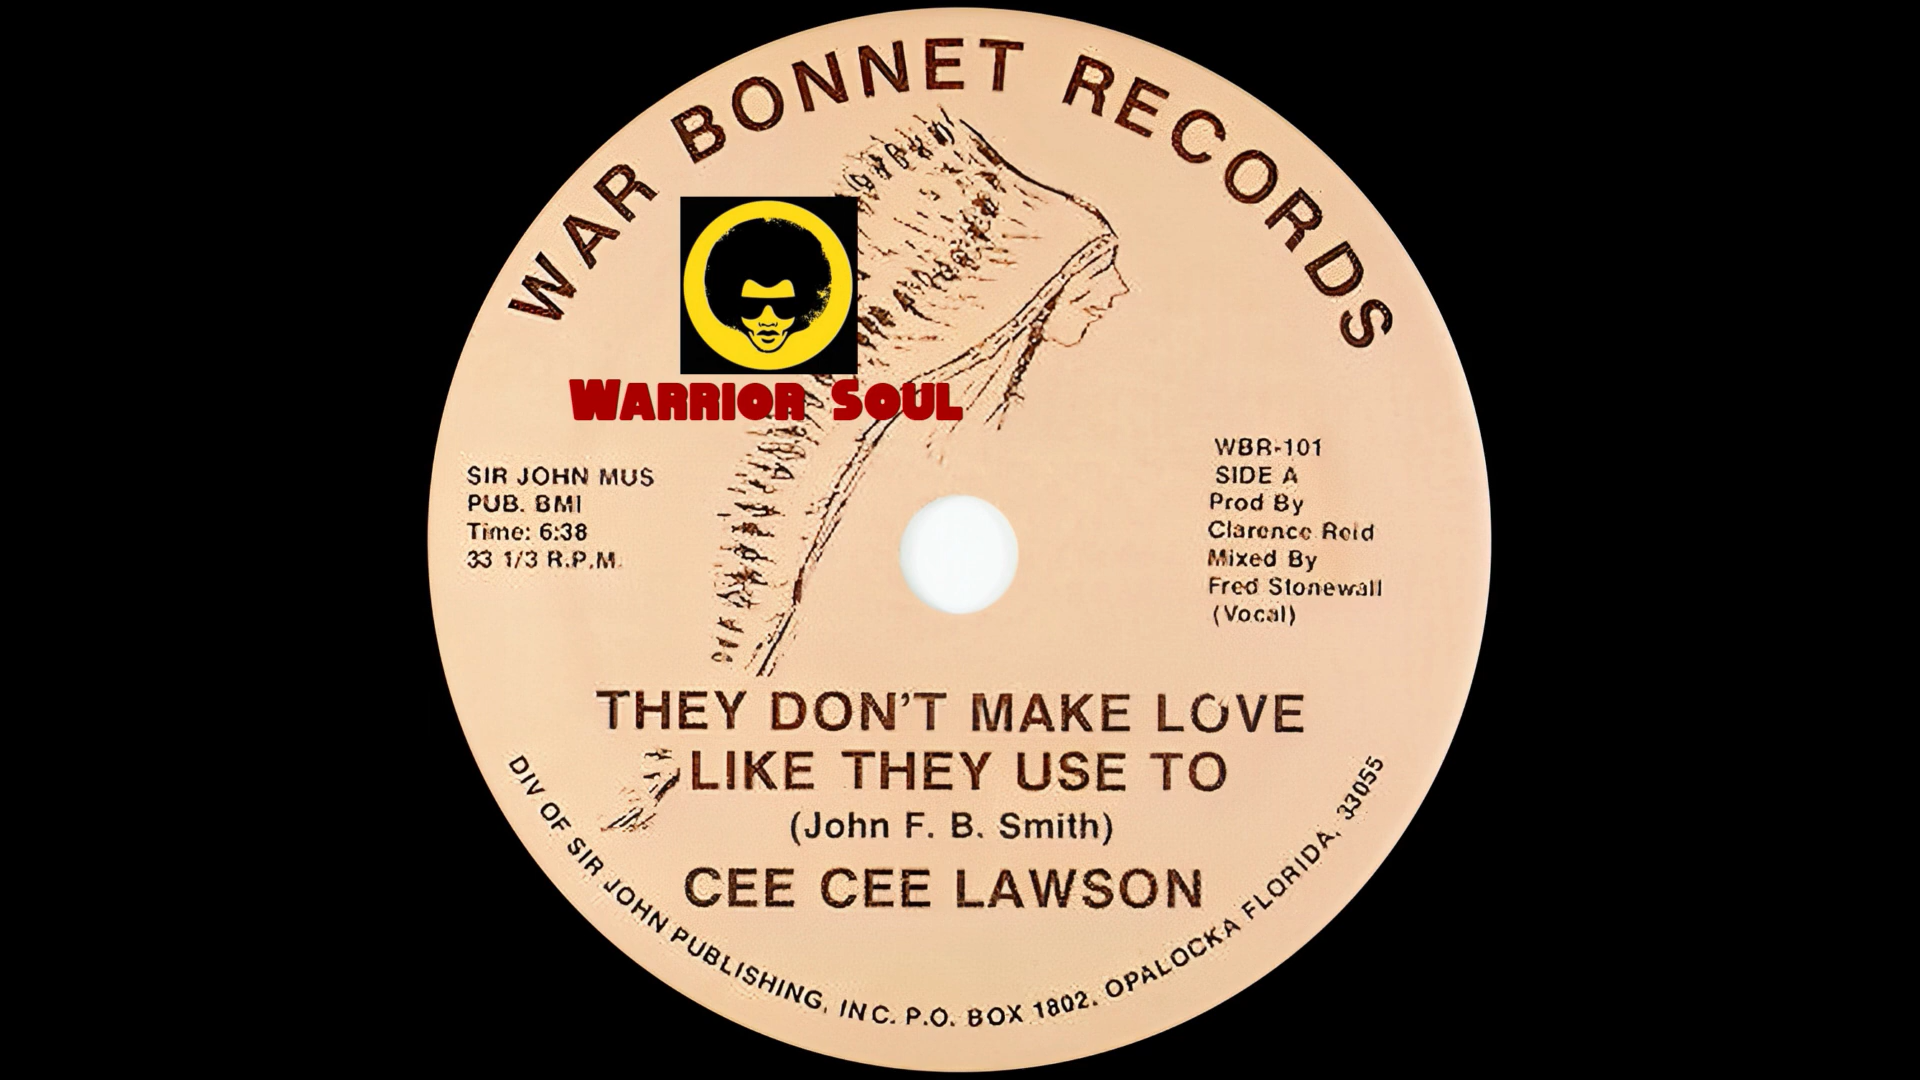 WAR BONNET RECORDS
WARRIOR SOUL
SIR JOHN MUS
PUB. BMI
Time: 6:38
33 1/3 R.P.M.
WBR-101
SIDE A
Prod By
Clarence Reid
Mixed By
Fred Stonewall
(Vocal)
THEY DON'T MAKE LOVE
LIKE THEY USE TO
(John F. B. Smith)
CEE CEE LAWSON
DIV OF SIR JOHN PUBLISHING, INC. P.O. BOX 1802, OPALOCKA FLORIDA, 33055